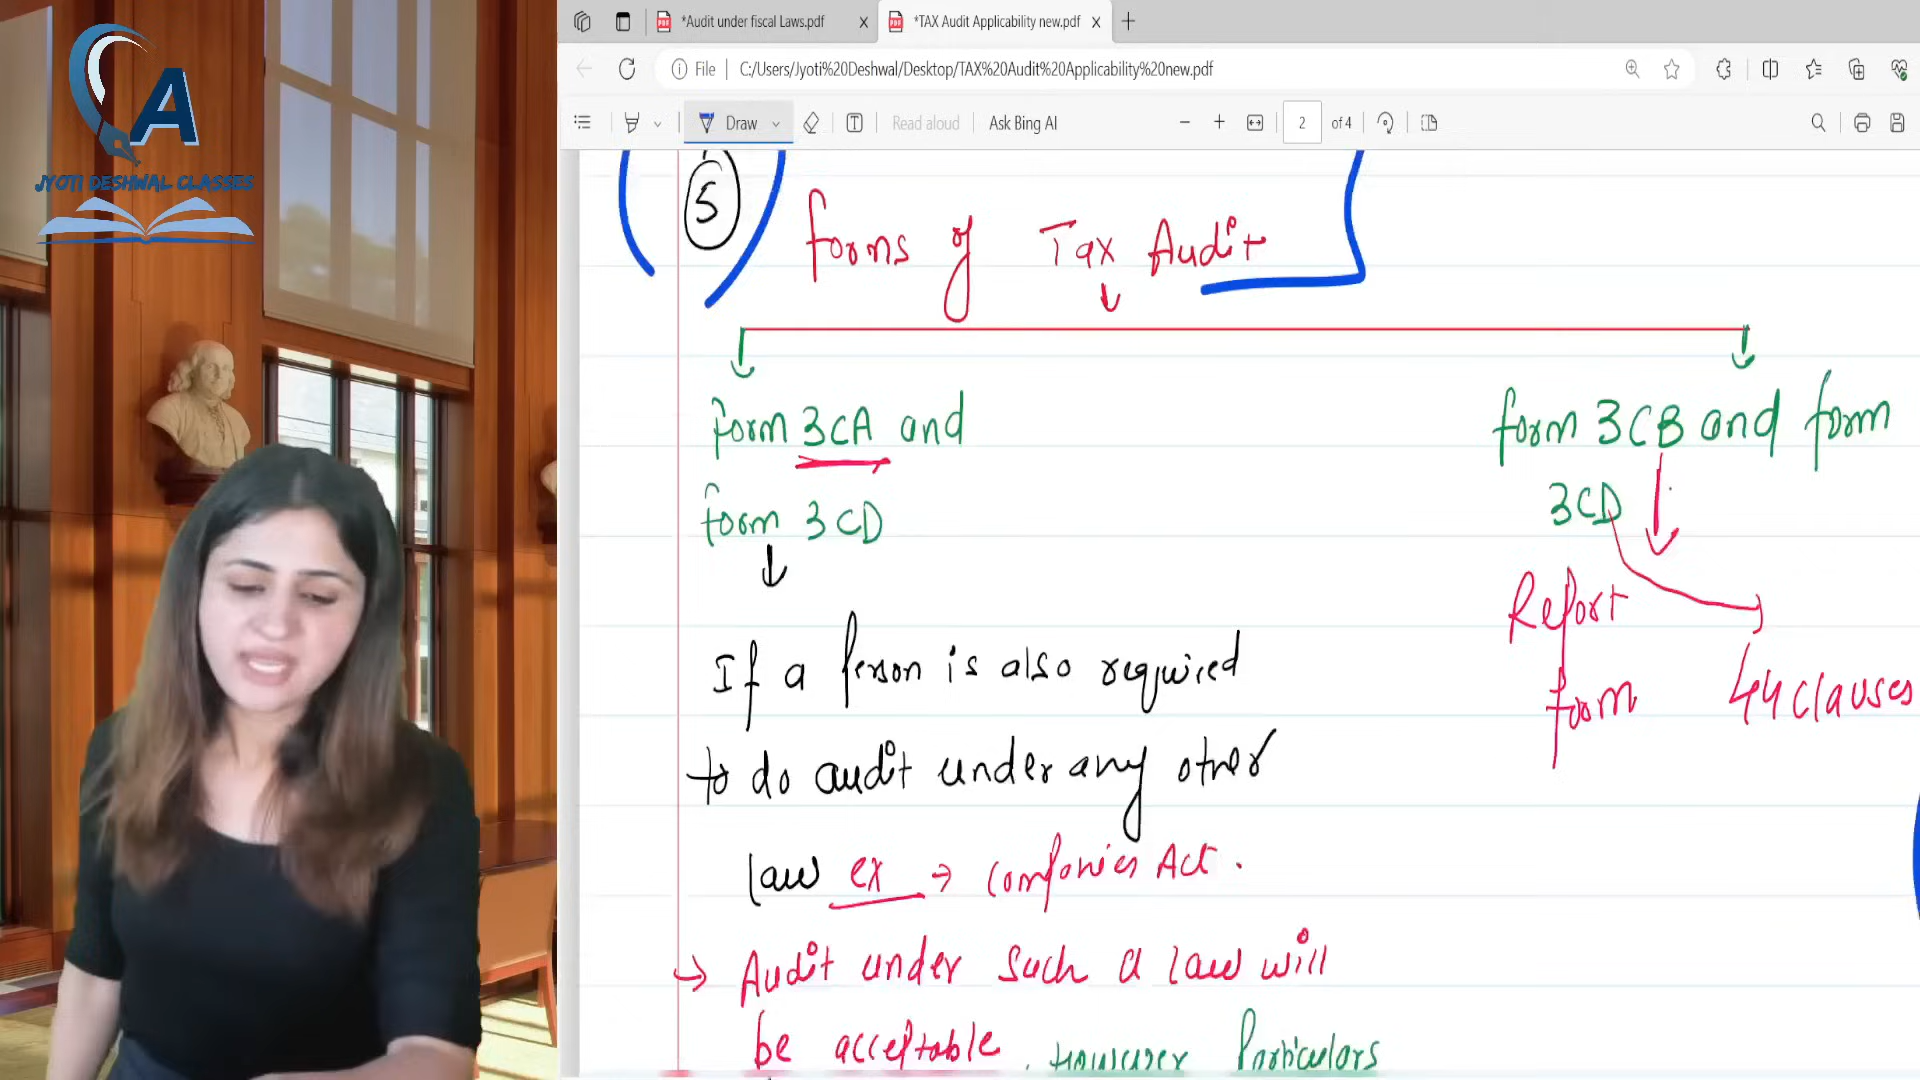 *Audit under fiscal Laws.pdf
*TAX Audit Applicability new.pdf
File C:/Users/Jyoti%20Deshwal/Desktop/TAX%20Audit%20Applicability%20new.pdf
Draw Read aloud Ask Bing AI 2 of 4
CA
JYOTI DESHWAL CLASSES
5 forms of Tax Audit
form 3CA and
form 3CD
If a person is also required
to do audit under any other
law ex → Companies Act.
→ Audit under such a law will
be acceptable. However Particulars
form 3CB and form
3CD
Report
form
44 clauses